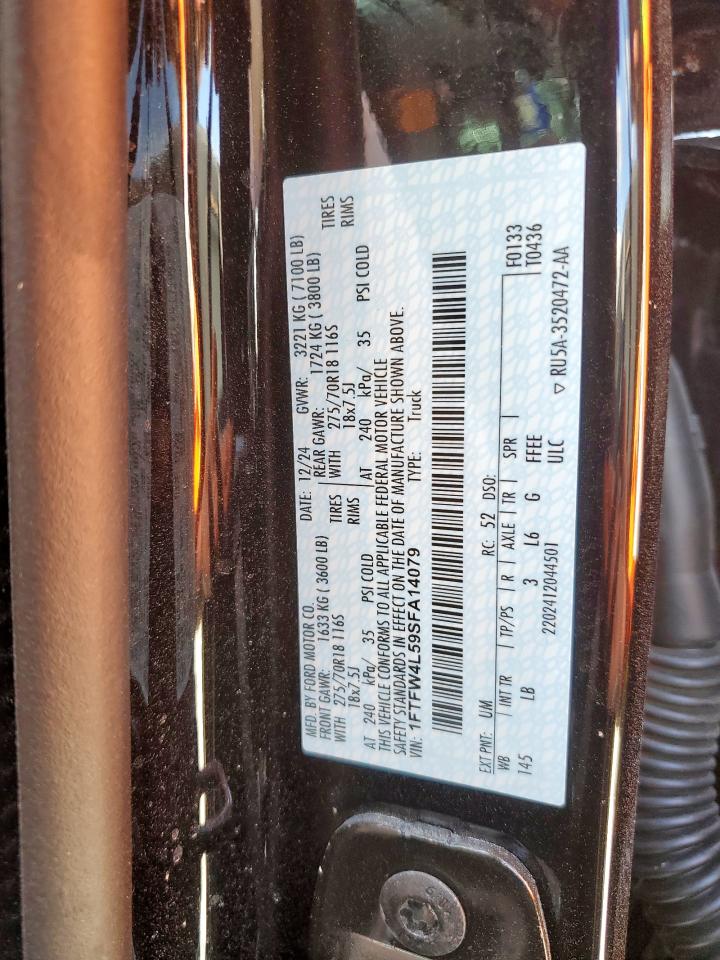 MFD. BY FORD MOTOR CO. DATE: 12/24 GVWR: 3221 KG ( 7100 LB)
FRONT GAWR: 1633 KG ( 3600 LB) REAR GAWR: 1724 KG ( 3800 LB)
WITH 275/70R18 116S TIRES WITH 275/70R18 116S TIRES
18x7.5J RIMS 18x7.5J RIMS
AT 240 kPa/ 35 PSI COLD AT 240 kPa/ 35 PSI COLD
THIS VEHICLE CONFORMS TO ALL APPLICABLE FEDERAL MOTOR VEHICLE
SAFETY STANDARDS IN EFFECT ON THE DATE OF MANUFACTURE SHOWN ABOVE.
VIN: 1FTFW4L59SFA14079 TYPE: Truck
EXT PNT: UM RC: 52 DSO: F0133
WB INT TR TP/PS R AXLE TR SPR T0436
145 LB 3 L6 G FFEE
2202412044501 ULC ▽ RU5A-3520472-AA